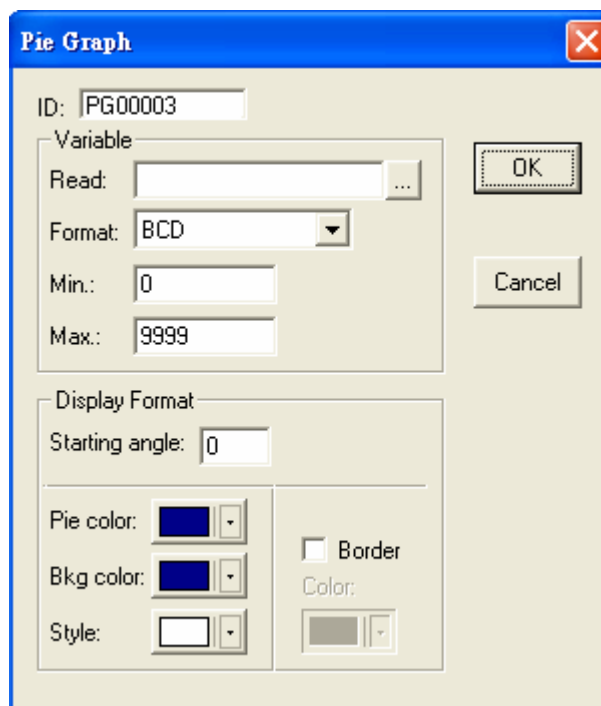 Pie Graph
ID: PG00003
Variable
Read: ...
Format: BCD
Min.: 0
Max.: 9999
OK
Cancel
Display Format
Starting angle: 0
Pie color:
Bkg color:
Style:
Border
Color: